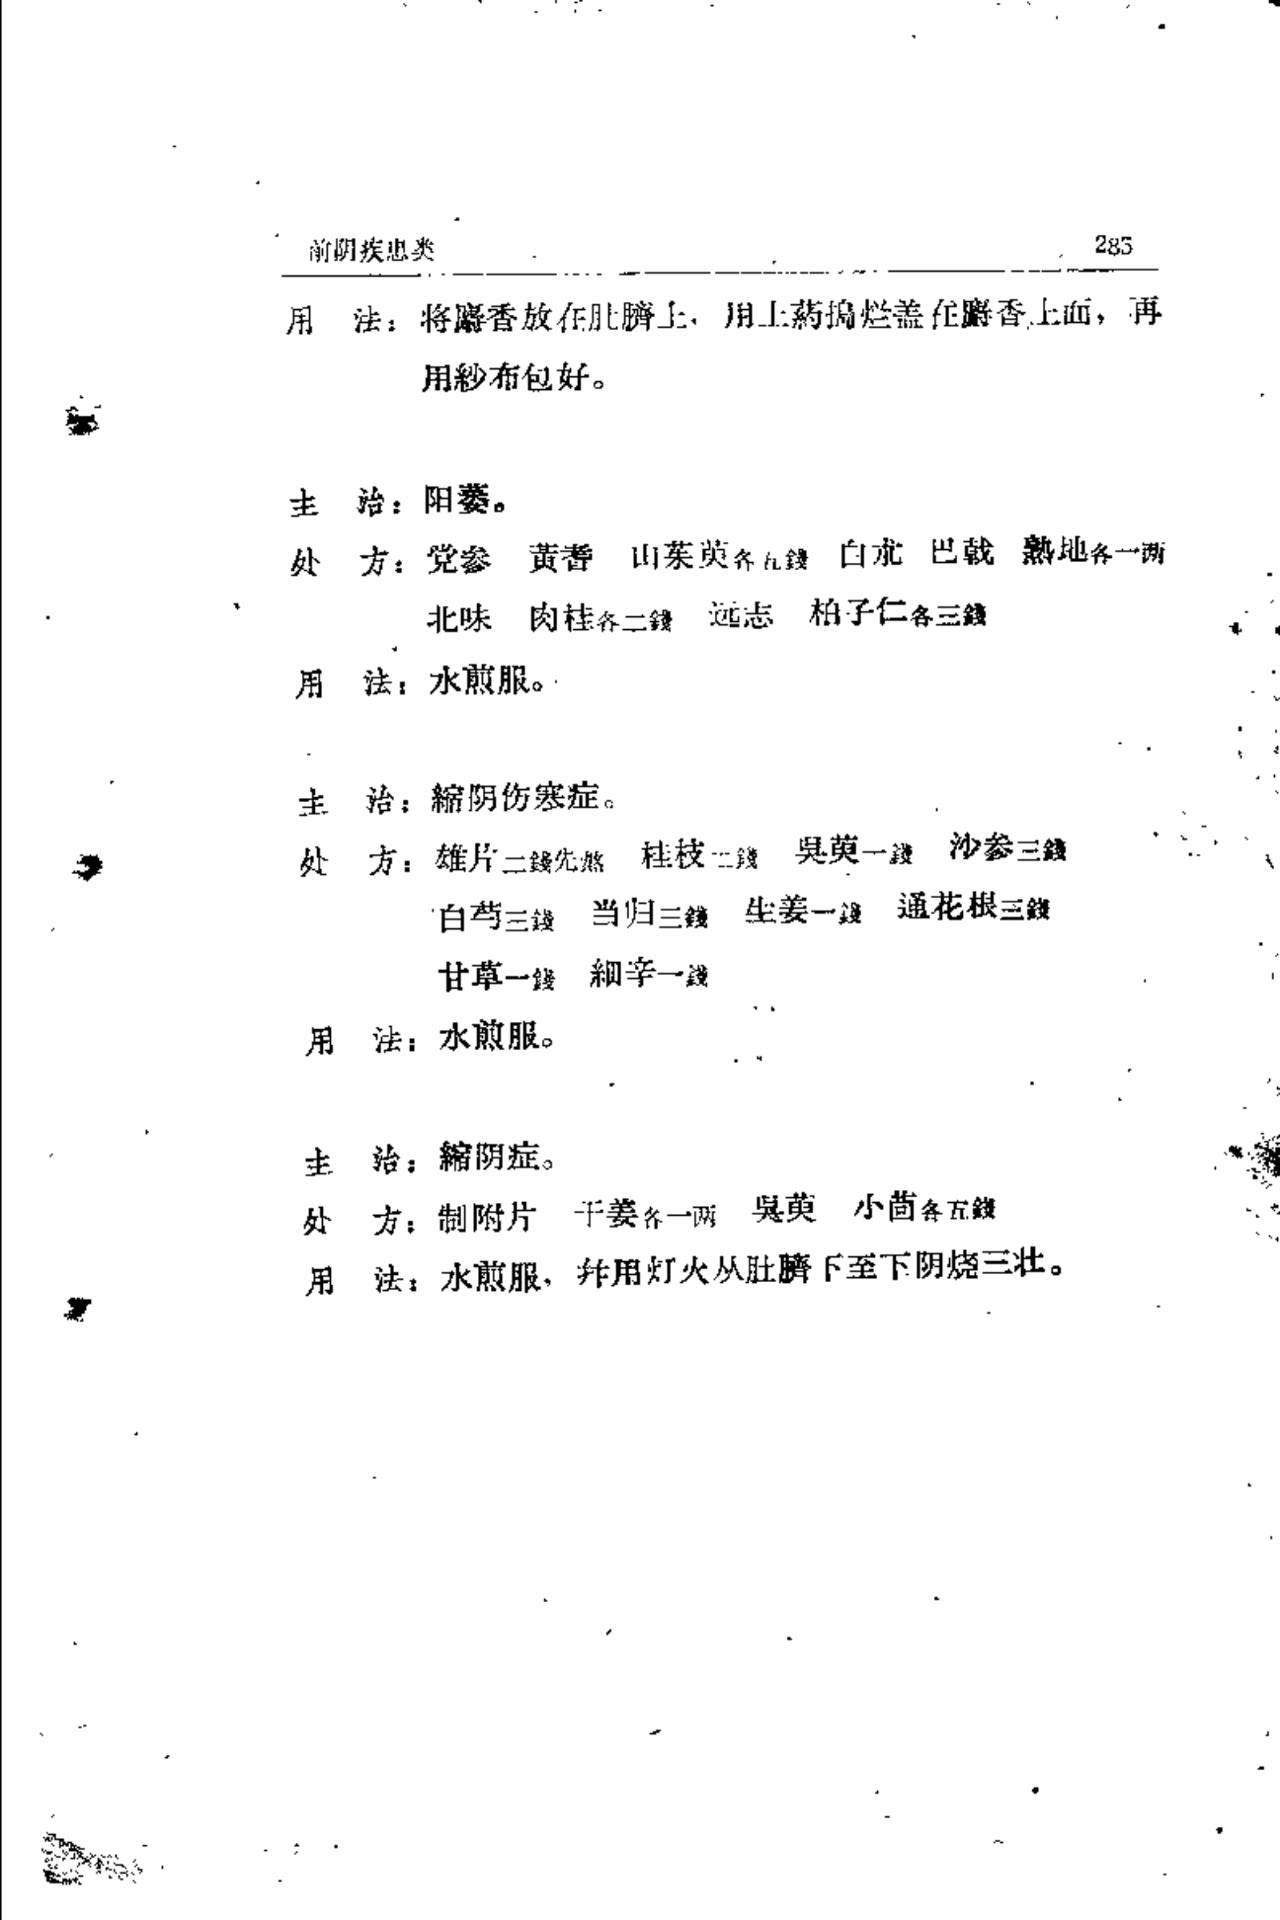 前阴疾患类 285
用 法：将麝香放在肚脐上，用上药捣烂盖在麝香上面，再
用紗布包好。
主 治：阳萎。
处 方：党参 黄耆 山茱萸各五錢 白朮 巴戟 熟地各一两
北味 肉桂各二錢 远志 柏子仁各三錢
用 法：水煎服。
主 治：縮阴伤寒症。
处 方：雄片二錢先熬 桂枝二錢 吳萸一錢 沙参三錢
白芍三錢 当归三錢 生姜一錢 通花根三錢
甘草一錢 細辛一錢
用 法：水煎服。
主 治：縮阴症。
处 方：制附片 干姜各一两 吳萸 小茴各五錢
用 法：水煎服，幷用灯火从肚臍下至下阴烧三壮。